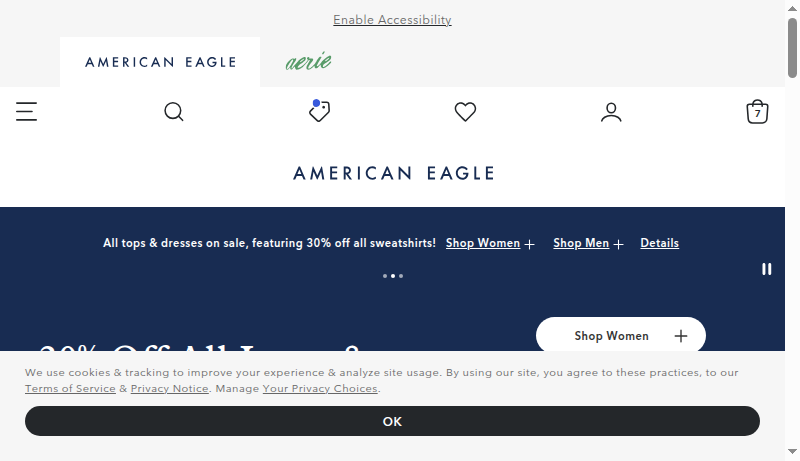 Enable Accessibility
AMERICAN EAGLE
aerie
7
AMERICAN EAGLE
All tops & dresses on sale, featuring 30% off all sweatshirts! Shop Women Shop Men Details
Shop Women
We use cookies & tracking to improve your experience & analyze site usage. By using our site, you agree to these practices, to our
Terms of Service & Privacy Notice. Manage Your Privacy Choices.
OK